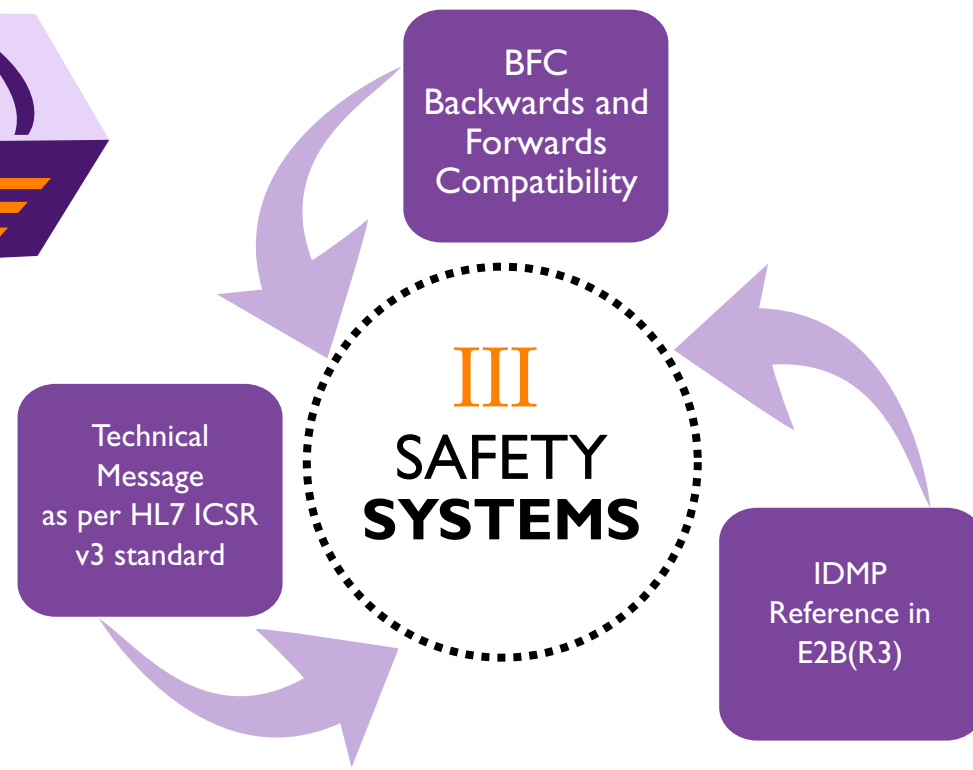 BFC
Backwards and
Forwards
Compatibility
III
SAFETY
SYSTEMS
Technical
Message
as per HL7 ICSR
v3 standard
IDMP
Reference in
E2B(R3)